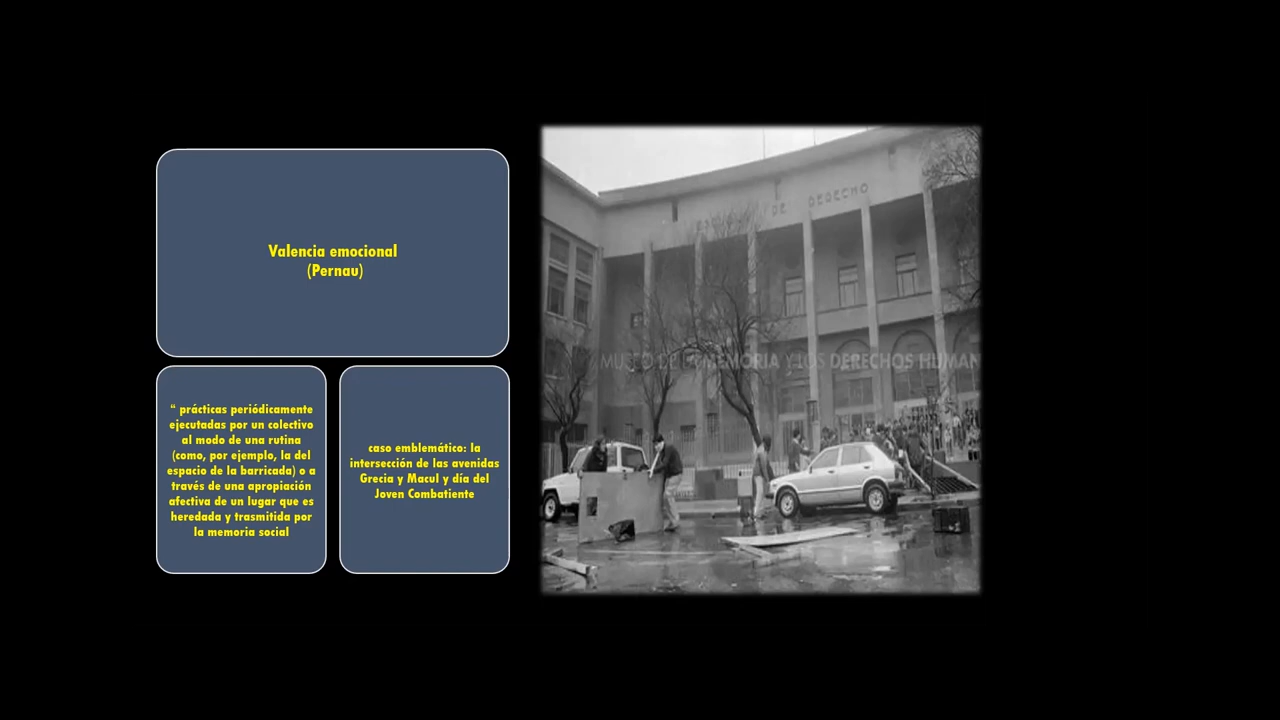 Valencia emocional
(Pernau)
“ prácticas periódicamente
ejecutadas por un colectivo
al modo de una rutina
(como, por ejemplo, la del
espacio de la barricada) o a
través de una apropiación
afectiva de un lugar que es
heredada y trasmitida por
la memoria social
caso emblemático: la
intersección de las avenidas
Grecia y Macul y día del
Joven Combatiente
DE DERECHO
MUSEO DE LA MEMORIA Y LOS DERECHOS HUMAN